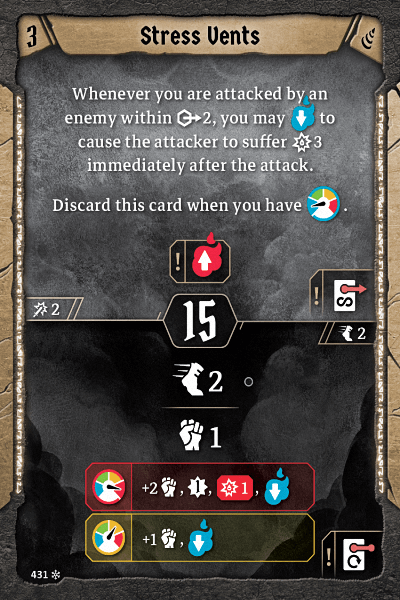 3
Stress Vents
Whenever you are attacked by an
enemy within 2, you may to
cause the attacker to suffer 3
immediately after the attack.
Discard this card when you have .
!
!
S
2
15
2
2
1
+2 , , 1 ,
+1 ,
!
431